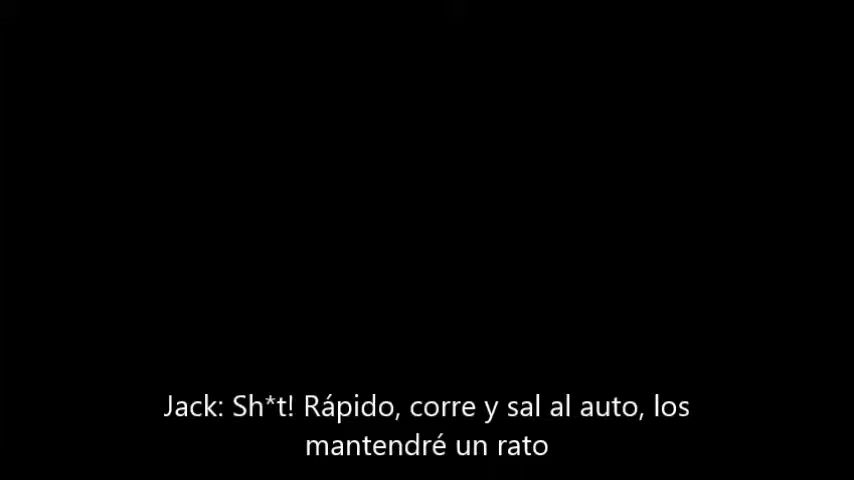 Jack: Sh*t! Rápido, corre y sal al auto, los
mantendré un rato